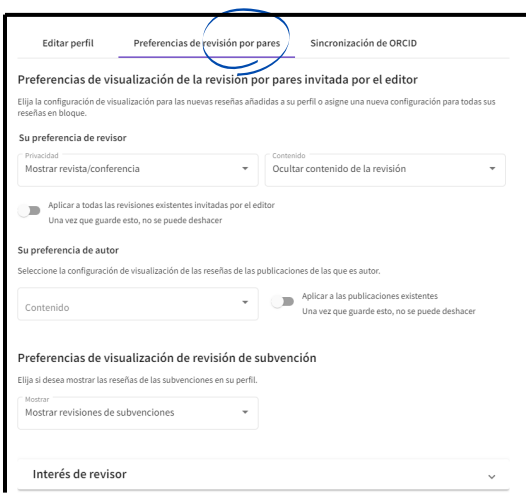 Editar perfil
Preferencias de revisión por pares
Sincronización de ORCID
Preferencias de visualización de la revisión por pares invitada por el editor
Elija la configuración de visualización para las nuevas reseñas añadidas a su perfil o asigne una nueva configuración para todas sus
reseñas en bloque.
Su preferencia de revisor
Privacidad
Mostrar revista/conferencia
Contenido
Ocultar contenido de la revisión
Aplicar a todas las revisiones existentes invitadas por el editor
Una vez que guarde esto, no se puede deshacer
Su preferencia de autor
Seleccione la configuración de visualización de las reseñas de las publicaciones de las que es autor.
Contenido
Aplicar a las publicaciones existentes
Una vez que guarde esto, no se puede deshacer
Preferencias de visualización de revisión de subvención
Elija si desea mostrar las reseñas de las subvenciones en su perfil.
Mostrar
Mostrar revisiones de subvenciones
Interés de revisor